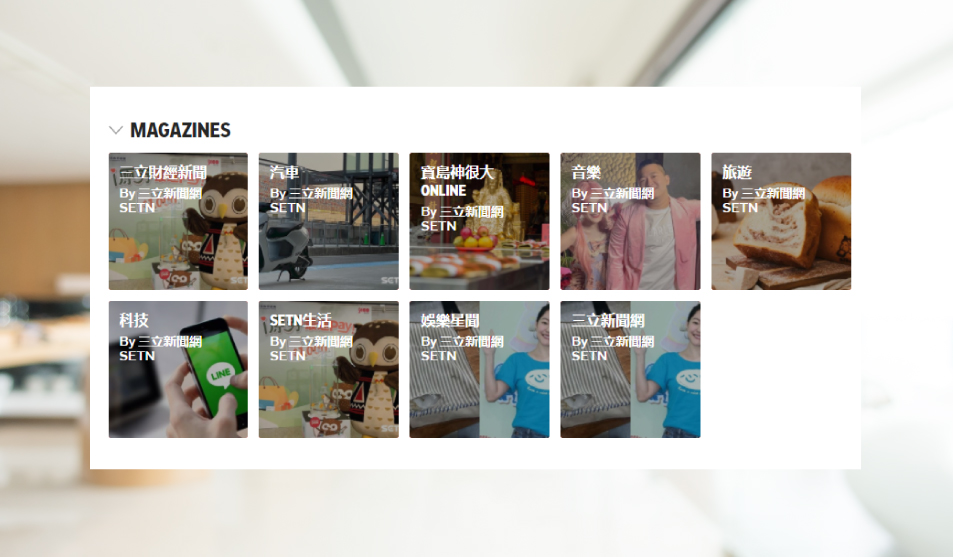 MAGAZINES
三立財經新聞
By 三立新聞網
SETN
汽車
By 三立新聞網
SETN
寶島神很大
ONLINE
By 三立新聞網
SETN
音樂
By 三立新聞網
SETN
旅遊
By 三立新聞網
SETN
科技
By 三立新聞網
SETN
LINE
SETN生活
By 三立新聞網
SETN
娛樂星聞
By 三立新聞網
SETN
三立新聞網
By 三立新聞網
SETN